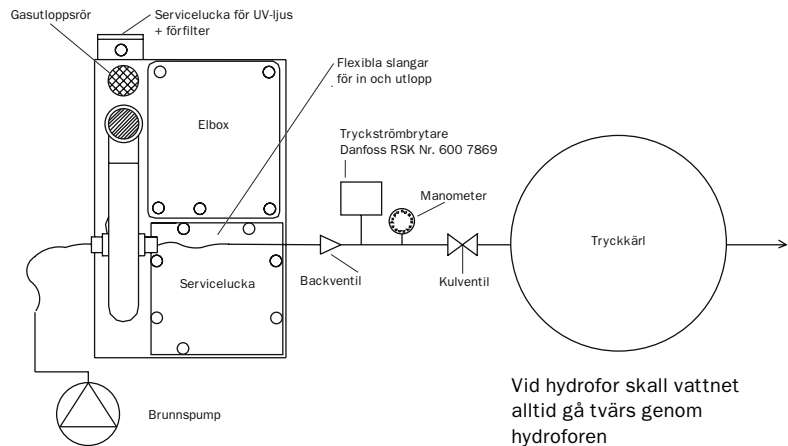 Gasutloppsrör
Servicelucka för UV-ljus
+ förfilter
Flexibla slangar
för in och utlopp
Elbox
Tryckströmbrytare
Danfoss RSK Nr. 600 7869
Manometer
Tryckkärl
Servicelucka
Backventil
Kulventil
Brunnspump
Vid hydrofor skall vattnet
alltid gå tvärs genom
hydroforen